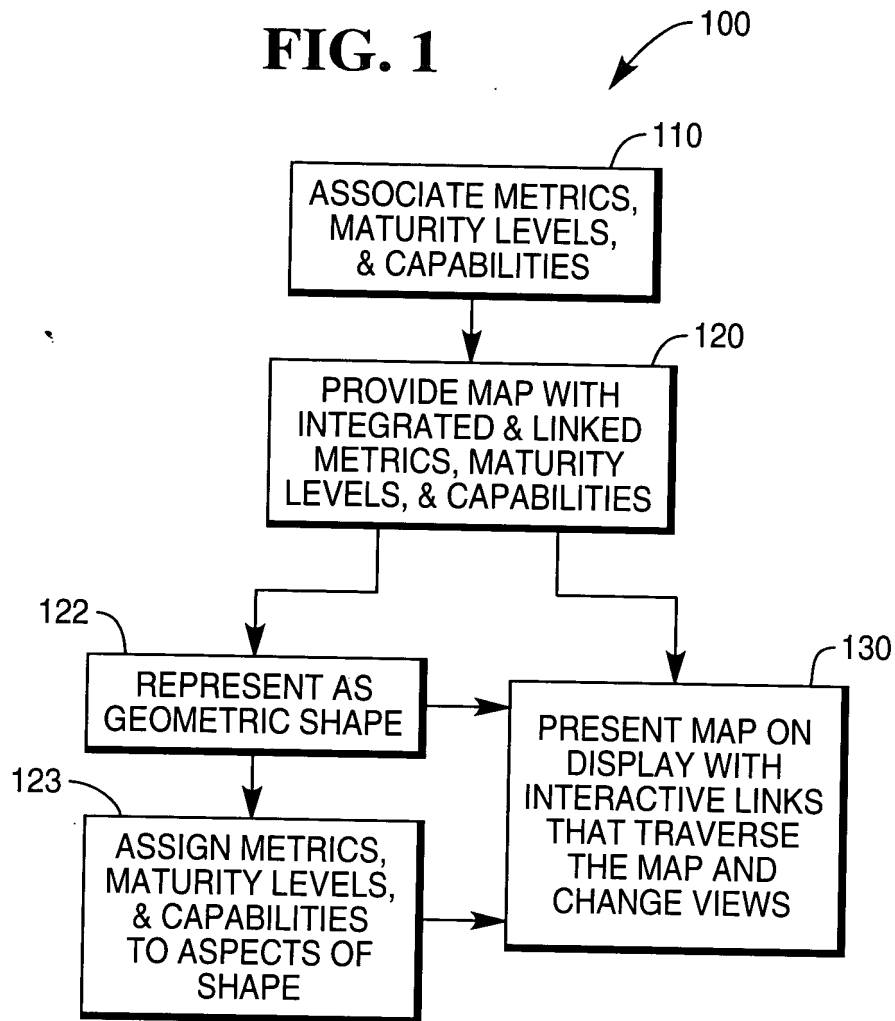 FIG. 1
100
110
ASSOCIATE METRICS,
MATURITY LEVELS,
& CAPABILITIES
120
PROVIDE MAP WITH
INTEGRATED & LINKED
METRICS, MATURITY
LEVELS, & CAPABILITIES
122
REPRESENT AS
GEOMETRIC SHAPE
123
ASSIGN METRICS,
MATURITY LEVELS,
& CAPABILITIES
TO ASPECTS OF
SHAPE
130
PRESENT MAP ON
DISPLAY WITH
INTERACTIVE LINKS
THAT TRAVERSE
THE MAP AND
CHANGE VIEWS